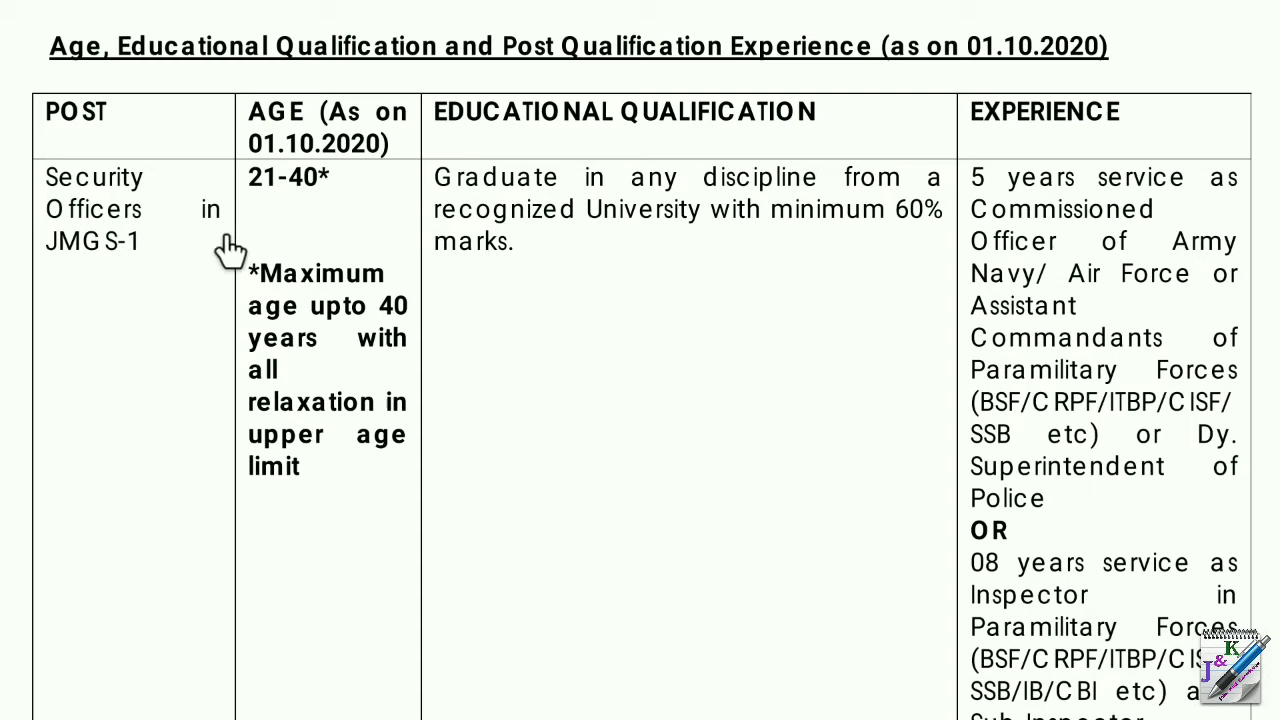 Age, Educational Qualification and Post Qualification Experience (as on 01.10.2020)
POST
AGE (As on
01.10.2020)
EDUCATIONAL QUALIFICATION
EXPERIENCE
Security
Officers in
JMGS-1
21-40*
*Maximum
age upto 40
years with
all
relaxation in
upper age
limit
Graduate in any discipline from a
recognized University with minimum 60%
marks.
5 years service as
Commissioned
Officer of Army
Navy/ Air Force or
Assistant
Commandants of
Paramilitary Forces
(BSF/CRPF/ITBP/CISF/
SSB etc) or Dy.
Superintendent of
Police
OR
08 years service as
Inspector in
Paramilitary Forces
(BSF/CRPF/ITBP/CIS
SSB/IB/CBI etc) a
Sub-Inspector
J&K